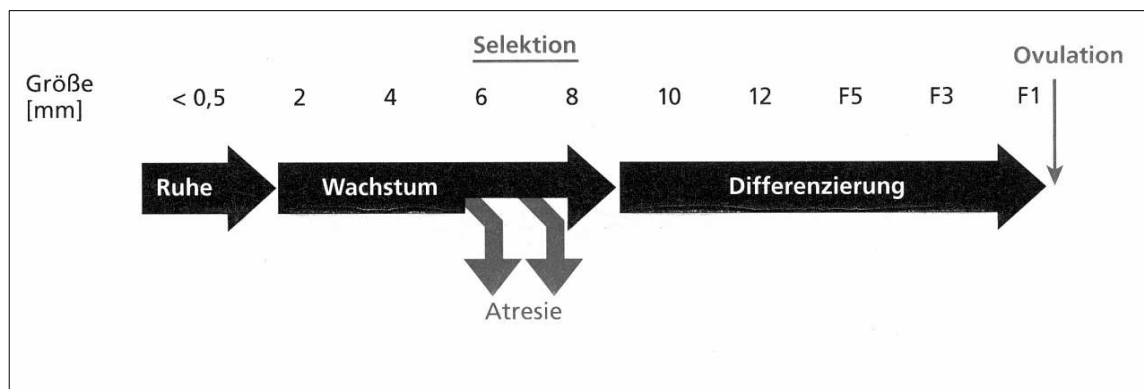 Selektion
Ovulation
Größe
[mm]
< 0,5 2 4 6 8 10 12 F5 F3 F1
Ruhe Wachstum Differenzierung
Atresie